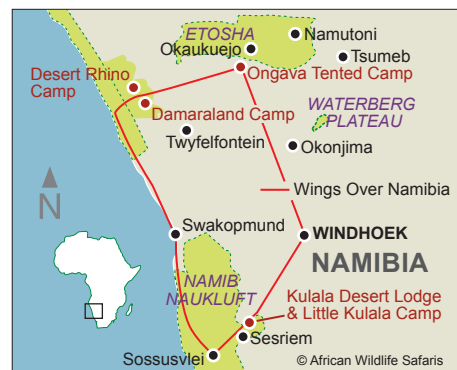 ETOSHA
Namutoni
Okaukuejo
Tsumeb
Desert Rhino
Camp
Ongava Tented Camp
Damaraland Camp
WATERBERG
PLATEAU
Twyfelfontein
Okonjima
N
Wings Over Namibia
Swakopmund
WINDHOEK
NAMIBIA
NAMIB
NAUKLUFT
Kulala Desert Lodge
& Little Kulala Camp
Sesriem
Sossusvlei
© African Wildlife Safaris